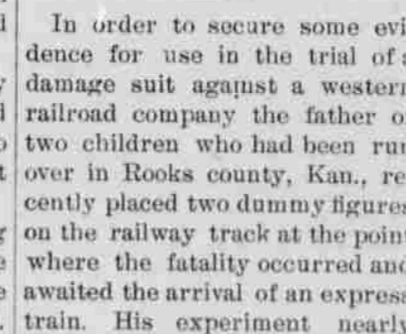 In order to secure some evi
dence for use in the trial of a
damage suit against a western
railroad company the father o
two children who had been run
over in Rooks county, Kan., re
cently placed two dummy figures
on the railway track at the point
where the fatality occurred and
awaited the arrival of an express
train. His experiment nearly